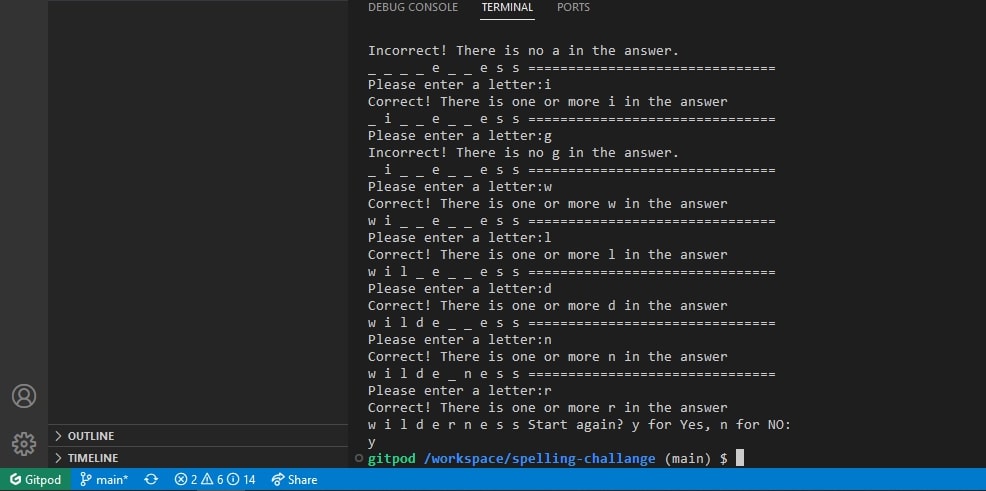 DEBUG CONSOLE TERMINAL PORTS
Incorrect! There is no a in the answer.
_ _ _ _ e _ _ e s s ===============================
Please enter a letter:i
Correct! There is one or more i in the answer
_ i _ _ e _ _ e s s ===============================
Please enter a letter:g
Incorrect! There is no g in the answer.
_ i _ _ e _ _ e s s ===============================
Please enter a letter:w
Correct! There is one or more w in the answer
w i _ _ e _ _ e s s ===============================
Please enter a letter:l
Correct! There is one or more l in the answer
w i l _ e _ _ e s s ===============================
Please enter a letter:d
Correct! There is one or more d in the answer
w i l d e _ _ e s s ===============================
Please enter a letter:n
Correct! There is one or more n in the answer
w i l d e _ n e s s ===============================
Please enter a letter:r
Correct! There is one or more r in the answer
w i l d e r n e s s Start again? y for Yes, n for NO:
y
gitpod /workspace/spelling-challange (main) $
OUTLINE
TIMELINE
Gitpod main* 2 6 14 Share